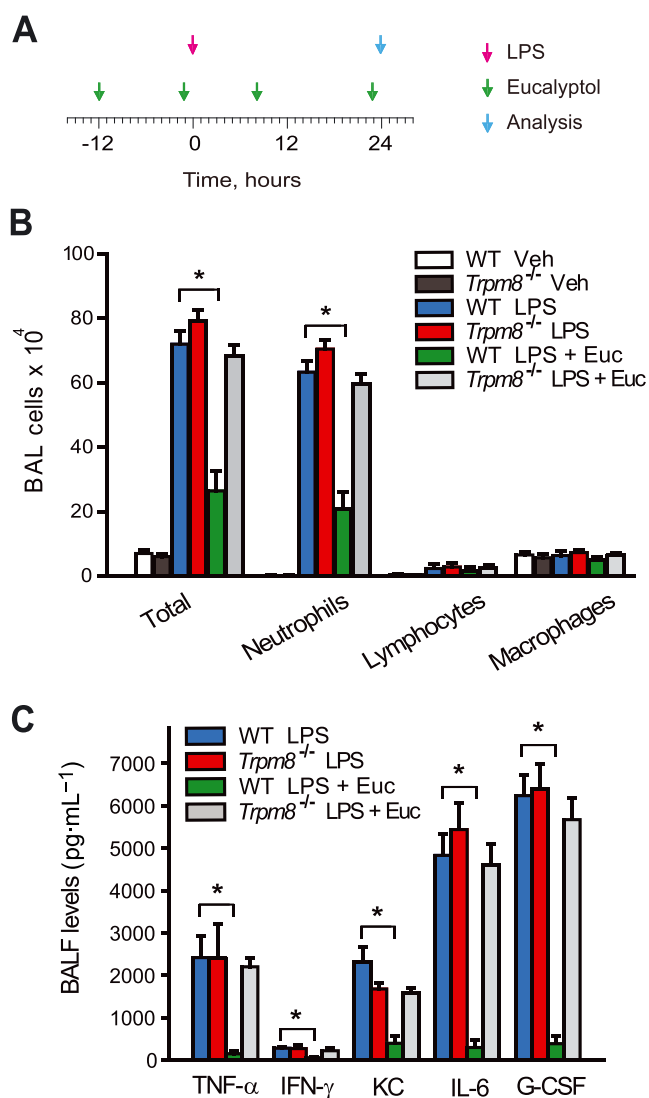 A
LPS
Eucalyptol
Analysis
-12 0 12 24
Time, hours
B
100
80
60
40
20
0
BAL cells x 10⁴
* *
WT Veh
Trpm8⁻/⁻ Veh
WT LPS
Trpm8⁻/⁻ LPS
WT LPS + Euc
Trpm8⁻/⁻ LPS + Euc
Total Neutrophils Lymphocytes Macrophages
C
WT LPS
Trpm8⁻/⁻ LPS
WT LPS + Euc
Trpm8⁻/⁻ LPS + Euc
7000
6000
5000
4000
3000
2000
1000
0
BALF levels (pg·mL⁻¹)
* * * * *
TNF-α IFN-γ KC IL-6 G-CSF